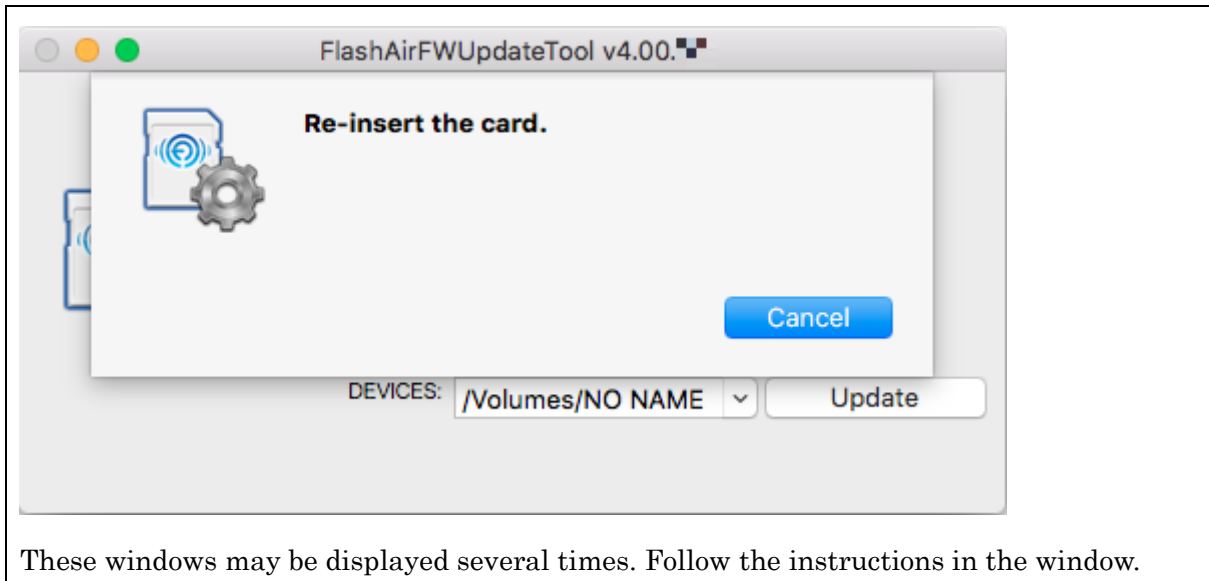 FlashAirFWUpdateTool v4.00.
Re-insert the card.
Cancel
DEVICES: /Volumes/NO NAME Update
These windows may be displayed several times. Follow the instructions in the window.